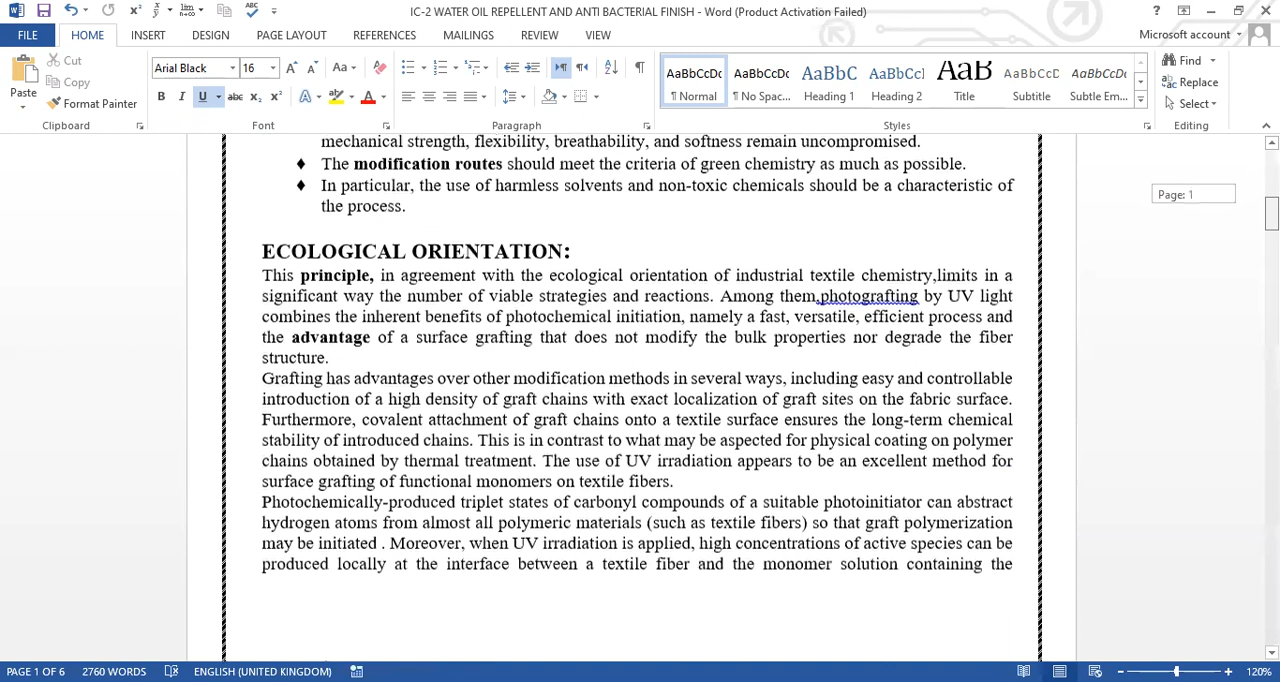 IC-2 WATER OIL REPELLENT AND ANTI BACTERIAL FINISH - Word (Product Activation Failed)
FILE HOME INSERT DESIGN PAGE LAYOUT REFERENCES MAILINGS REVIEW VIEW Microsoft account
Paste
Cut
Copy
Format Painter
Clipboard
Arial Black 16
Font
Paragraph
AaBbCcDc ¶ Normal
AaBbCcDc ¶ No Spac...
AaBbC Heading 1
AaBbCcl Heading 2
AaB Title
AaBbCcD Subtitle
AaBbCcDc Subtle Em...
Styles
Find
Replace
Select
Editing
mechanical strength, flexibility, breathability, and softness remain uncompromised.
♦ The modification routes should meet the criteria of green chemistry as much as possible.
♦ In particular, the use of harmless solvents and non-toxic chemicals should be a characteristic of
the process.
Page: 1
ECOLOGICAL ORIENTATION:
This principle, in agreement with the ecological orientation of industrial textile chemistry,limits in a
significant way the number of viable strategies and reactions. Among them,photografting by UV light
combines the inherent benefits of photochemical initiation, namely a fast, versatile, efficient process and
the advantage of a surface grafting that does not modify the bulk properties nor degrade the fiber
structure.
Grafting has advantages over other modification methods in several ways, including easy and controllable
introduction of a high density of graft chains with exact localization of graft sites on the fabric surface.
Furthermore, covalent attachment of graft chains onto a textile surface ensures the long-term chemical
stability of introduced chains. This is in contrast to what may be aspected for physical coating on polymer
chains obtained by thermal treatment. The use of UV irradiation appears to be an excellent method for
surface grafting of functional monomers on textile fibers.
Photochemically-produced triplet states of carbonyl compounds of a suitable photoinitiator can abstract
hydrogen atoms from almost all polymeric materials (such as textile fibers) so that graft polymerization
may be initiated . Moreover, when UV irradiation is applied, high concentrations of active species can be
produced locally at the interface between a textile fiber and the monomer solution containing the
PAGE 1 OF 6 2760 WORDS ENGLISH (UNITED KINGDOM) 120%